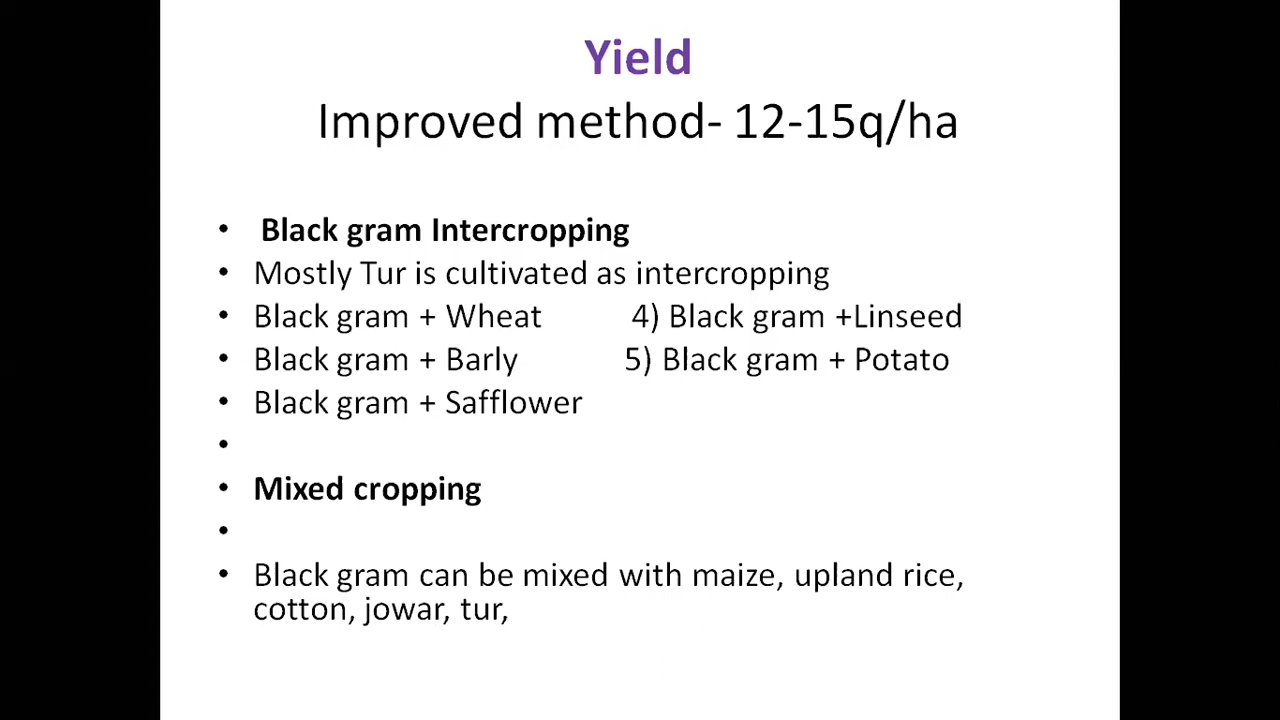 Yield
Improved method- 12-15q/ha
• Black gram Intercropping
• Mostly Tur is cultivated as intercropping
• Black gram + Wheat 4) Black gram +Linseed
• Black gram + Barly 5) Black gram + Potato
• Black gram + Safflower
•
• Mixed cropping
•
• Black gram can be mixed with maize, upland rice,
cotton, jowar, tur,